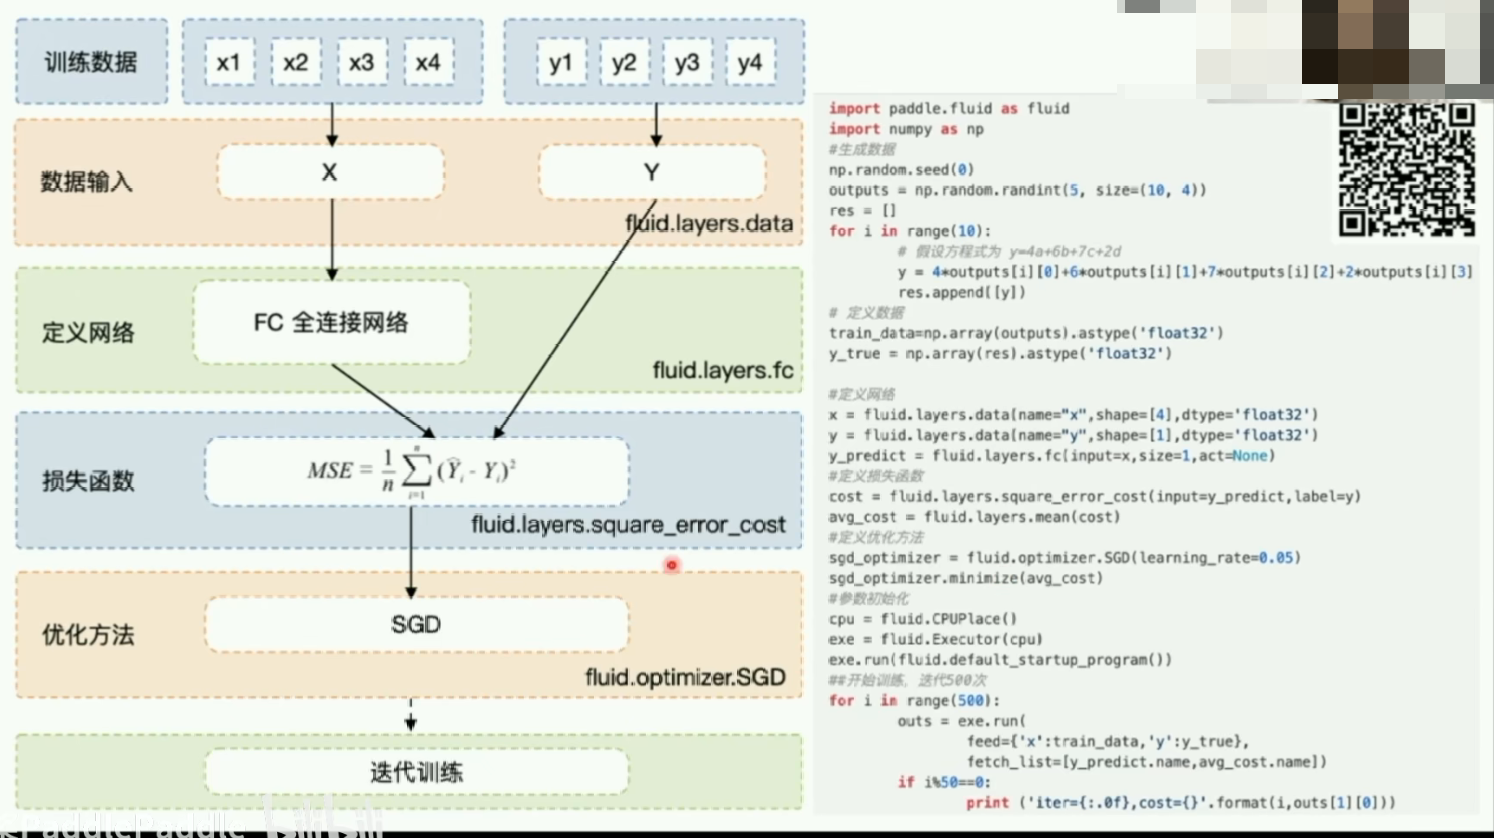 训练数据
x1 x2 x3 x4
y1 y2 y3 y4
数据输入
X
Y
fluid.layers.data
定义网络
FC 全连接网络
fluid.layers.fc
损失函数
MSE = 1/n ∑ i=1 n (Ŷi - Yi)²
fluid.layers.square_error_cost
优化方法
SGD
fluid.optimizer.SGD
迭代训练
PaddlePaddle bilibili
import paddle.fluid as fluid
import numpy as np
#生成数据
np.random.seed(0)
outputs = np.random.randint(5, size=(10, 4))
res = []
for i in range(10):
# 假设方程式为 y=4a+6b+7c+2d
y = 4*outputs[i][0]+6*outputs[i][1]+7*outputs[i][2]+2*outputs[i][3]
res.append([y])
# 定义数据
train_data=np.array(outputs).astype('float32')
y_true = np.array(res).astype('float32')
#定义网络
x = fluid.layers.data(name="x",shape=[4],dtype='float32')
y = fluid.layers.data(name="y",shape=[1],dtype='float32')
y_predict = fluid.layers.fc(input=x,size=1,act=None)
#定义损失函数
cost = fluid.layers.square_error_cost(input=y_predict,label=y)
avg_cost = fluid.layers.mean(cost)
#定义优化方法
sgd_optimizer = fluid.optimizer.SGD(learning_rate=0.05)
sgd_optimizer.minimize(avg_cost)
#参数初始化
cpu = fluid.CPUPlace()
exe = fluid.Executor(cpu)
exe.run(fluid.default_startup_program())
##开始训练，迭代500次
for i in range(500):
outs = exe.run(
feed={'x':train_data,'y':y_true},
fetch_list=[y_predict.name,avg_cost.name])
if i%50==0:
print ('iter={:.0f},cost={}'.format(i,outs[1][0]))